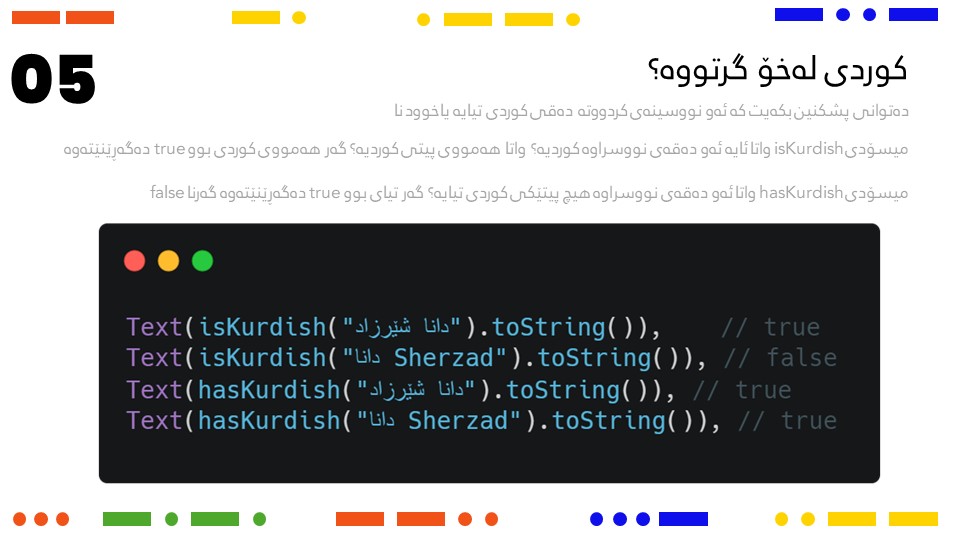 05
کوردی لەخۆ گرتووە؟
دەتوانی پشکنین بکەیت کە ئەو نووسینەی کردووتە دەقی کوردی تیایە یاخوود نا
میسۆدی isKurdish واتا ئایە ئەو دەقەی نووسراوە کوردیە؟ واتا هەمووی پیتی کوردیە؟ گەر هەمووی کوردی بوو true دەگەڕێنێتەوە
میسۆدی hasKurdish واتا ئەو دەقەی نووسراوە هیچ پیتێکی کوردی تیایە؟ گەر تیای بوو true دەگەڕێنێتەوە گەرنا false
Text(isKurdish("دانا شێرزاد").toString()), // true
Text(isKurdish("دانا Sherzad").toString()), // false
Text(hasKurdish("دانا شێرزاد").toString()), // true
Text(hasKurdish("دانا Sherzad").toString()), // true